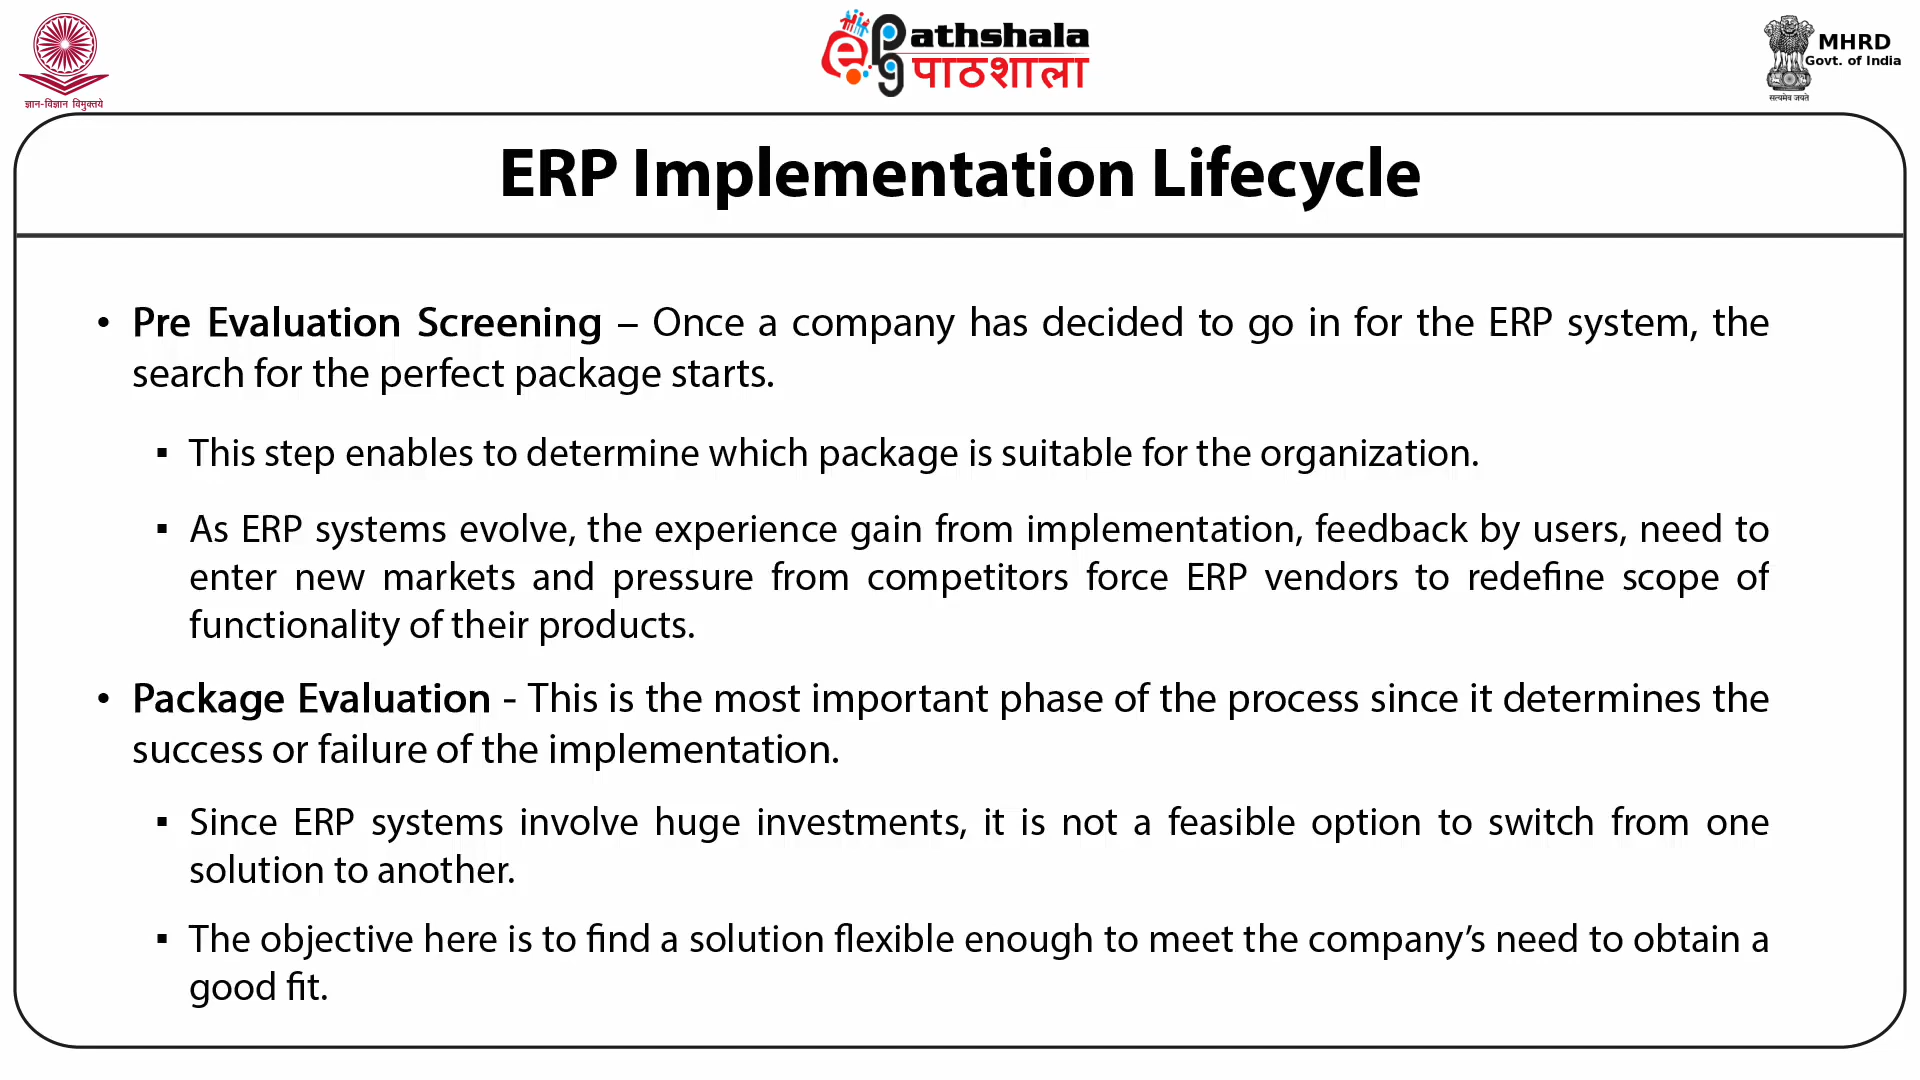 ज्ञान-विज्ञान विमुक्तये
ePathshala
पाठशाला
MHRD
Govt. of India
सत्यमेव जयते
ERP Implementation Lifecycle
• Pre Evaluation Screening – Once a company has decided to go in for the ERP system, the
search for the perfect package starts.
▪ This step enables to determine which package is suitable for the organization.
▪ As ERP systems evolve, the experience gain from implementation, feedback by users, need to
enter new markets and pressure from competitors force ERP vendors to redefine scope of
functionality of their products.
• Package Evaluation - This is the most important phase of the process since it determines the
success or failure of the implementation.
▪ Since ERP systems involve huge investments, it is not a feasible option to switch from one
solution to another.
▪ The objective here is to find a solution flexible enough to meet the company’s need to obtain a
good fit.